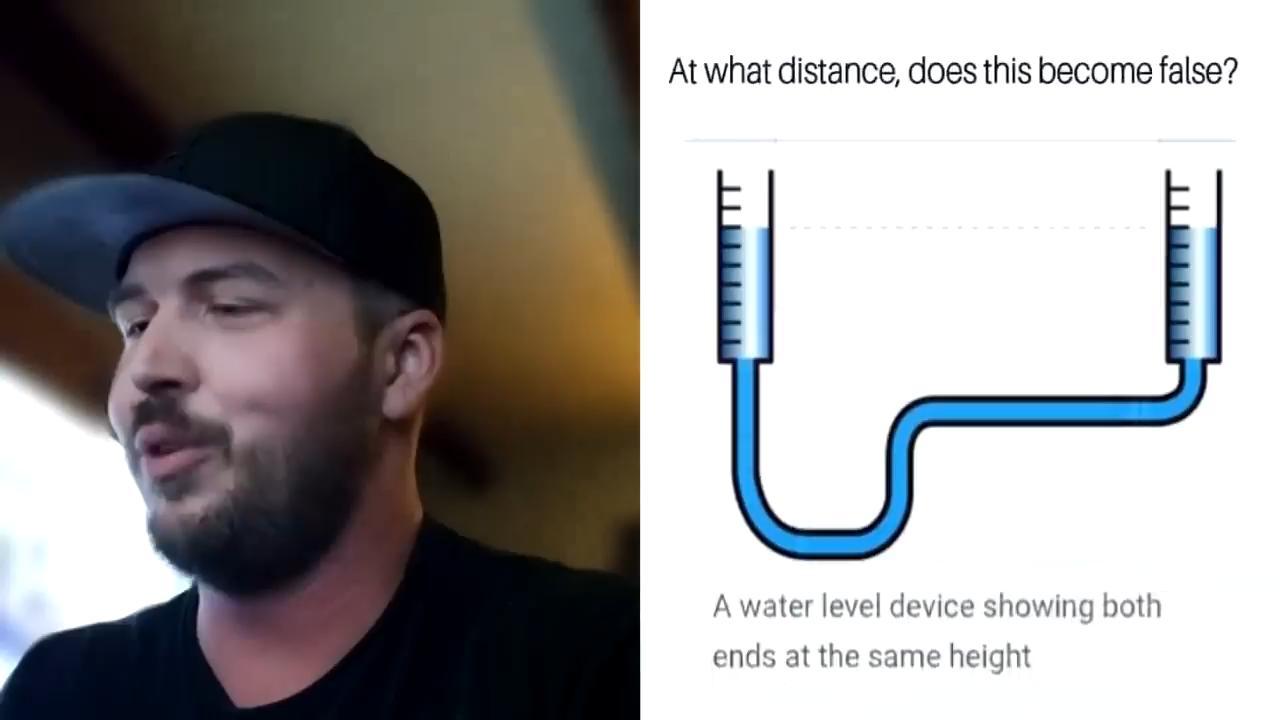 At what distance, does this become false?
A water level device showing both
ends at the same height